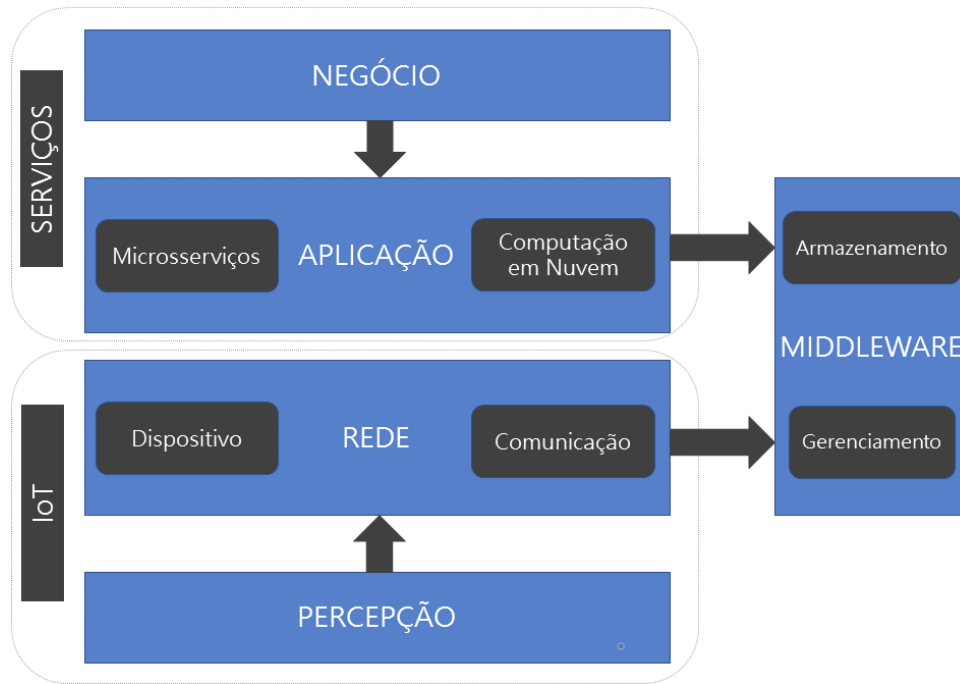 NEGÓCIO
SERVIÇOS
Microsserviços
APLICAÇÃO
Computação
em Nuvem
Armazenamento
MIDDLEWARE
Gerenciamento
IoT
Dispositivo
REDE
Comunicação
PERCEPÇÃO